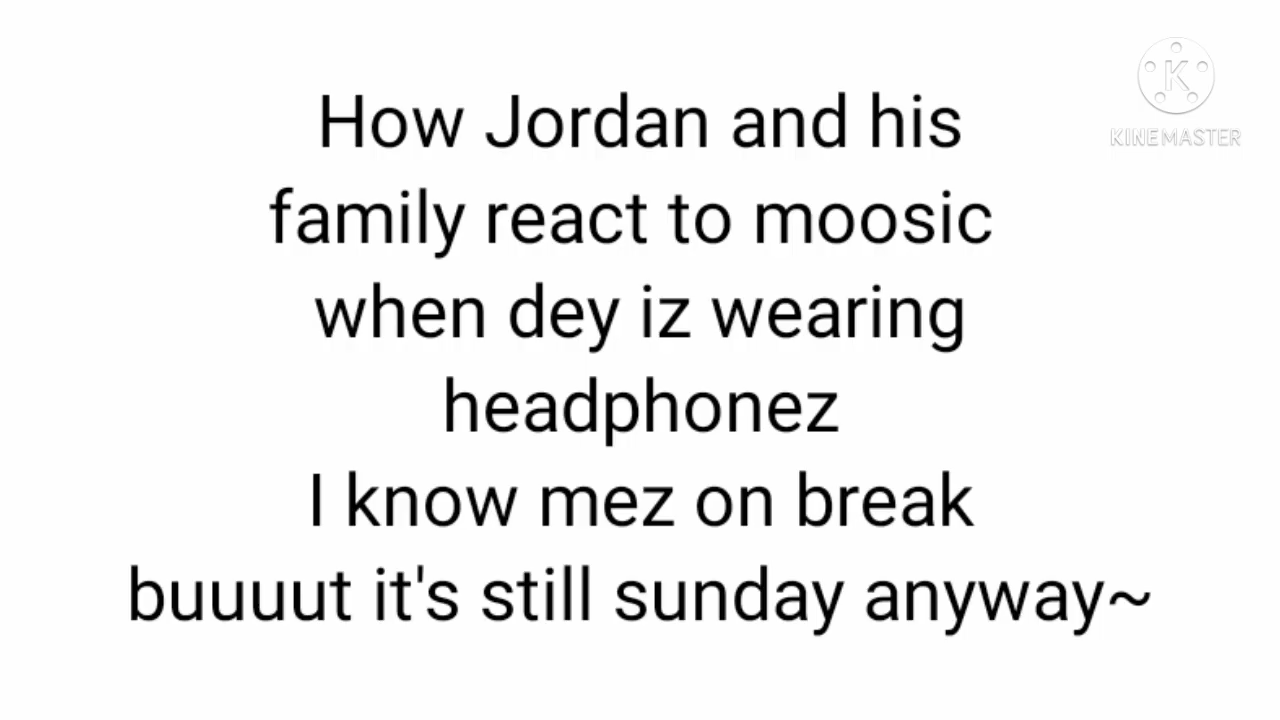 How Jordan and his
family react to moosic
when dey iz wearing
headphonez
I know mez on break
buuuut it's still sunday anyway~
K
KINEMASTER